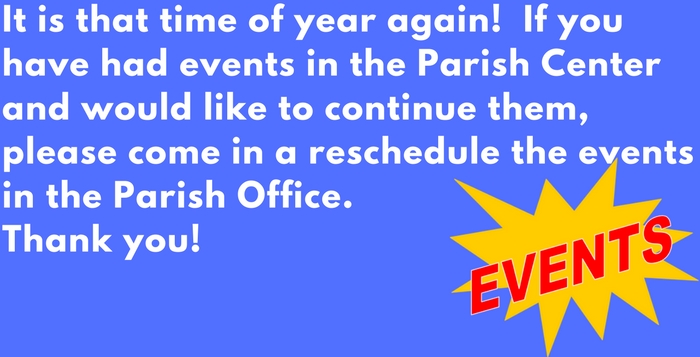 It is that time of year again!  If you
have had events in the Parish Center
and would like to continue them,
please come in a reschedule the events
in the Parish Office.
Thank you!
EVENTS